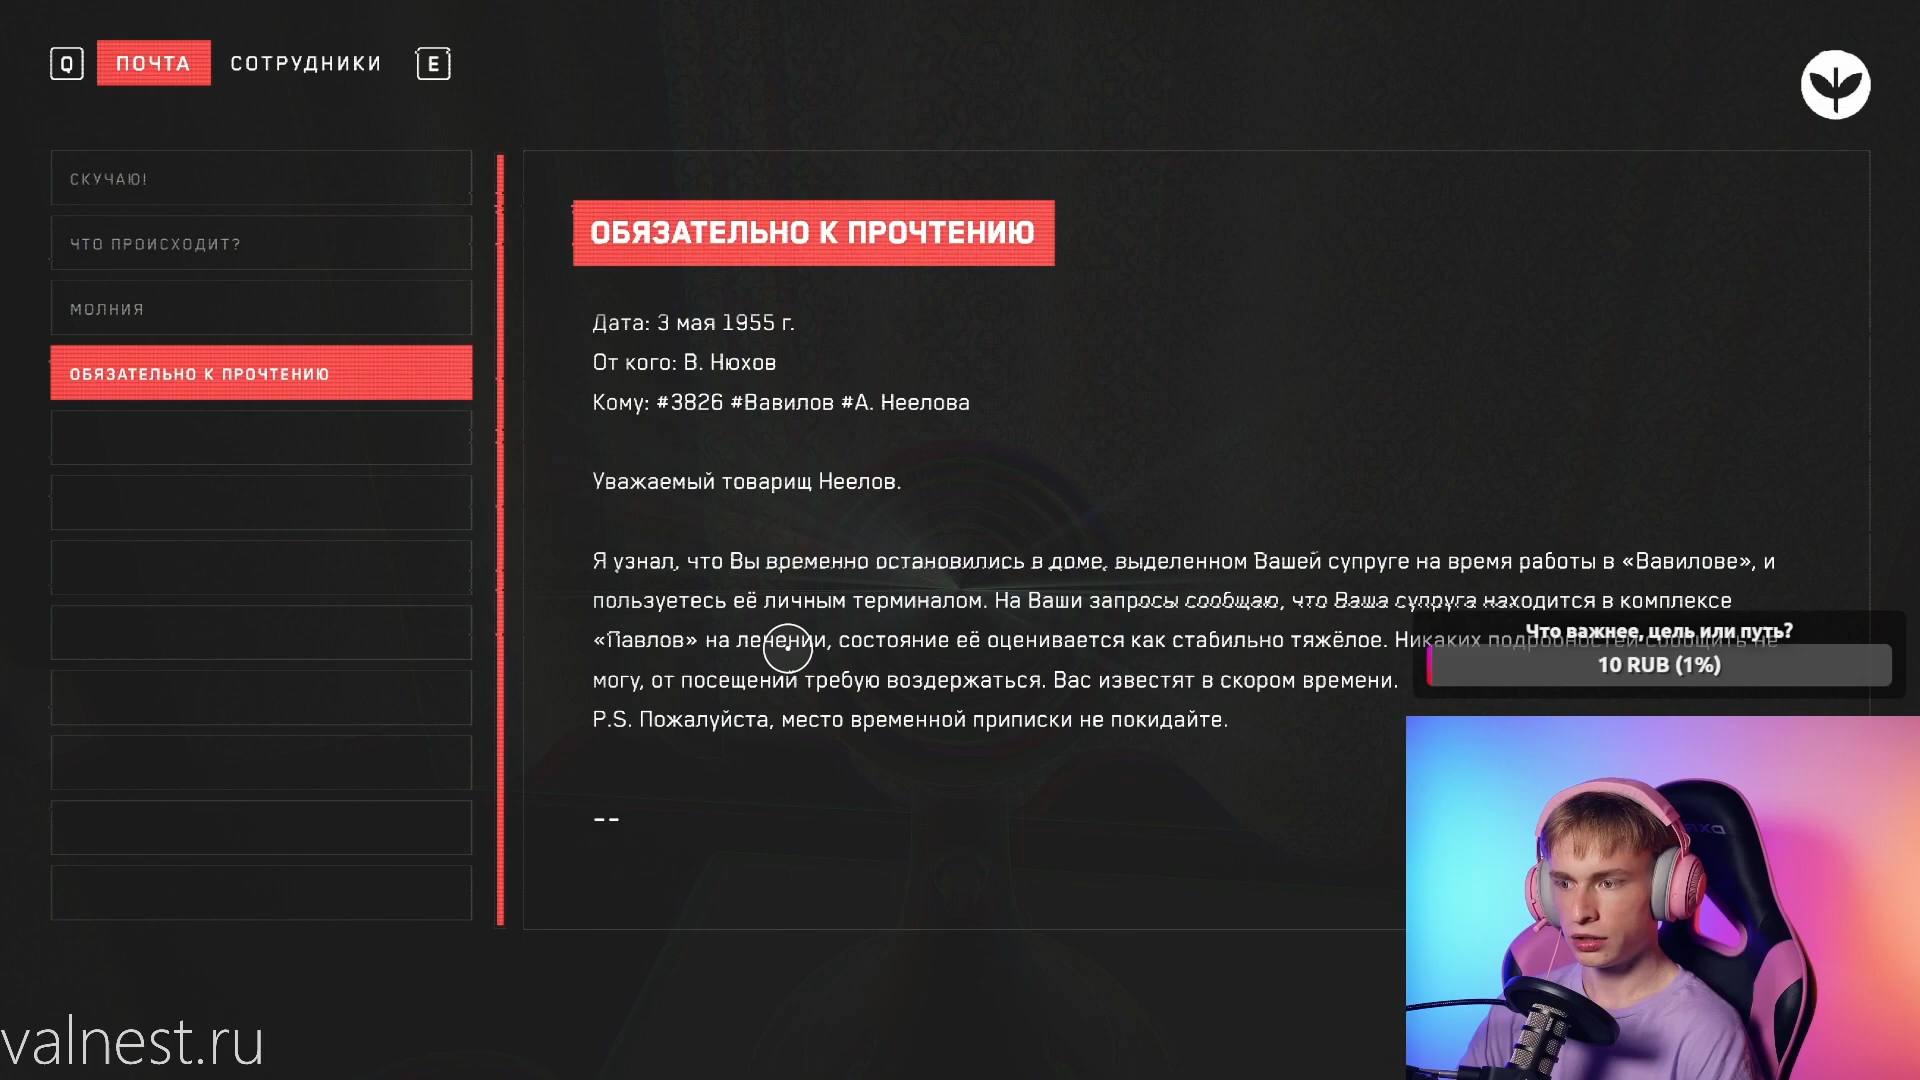 Q ПОЧТА СОТРУДНИКИ E
СКУЧАЮ!
ЧТО ПРОИСХОДИТ?
МОЛНИЯ
ОБЯЗАТЕЛЬНО К ПРОЧТЕНИЮ
ОБЯЗАТЕЛЬНО К ПРОЧТЕНИЮ
Дата: 3 мая 1955 г.
От кого: В. Нюхов
Кому: #3826 #Вавилов #А. Неелова
Уважаемый товарищ Неелов.
Я узнал, что Вы временно остановились в доме, выделенном Вашей супруге на время работы в «Вавилове», и
пользуетесь её личным терминалом. На Ваши запросы сообщаю, что Ваша супруга находится в комплексе
«Павлов» на лечении, состояние её оценивается как стабильно тяжёлое. Никаких подробностей сообщить не
могу, от посещений требую воздержаться. Вас известят в скором времени.
P.S. Пожалуйста, место временной приписки не покидайте.
--
Что важнее, цель или путь?
10 RUB (1%)
DXR
valnest.ru